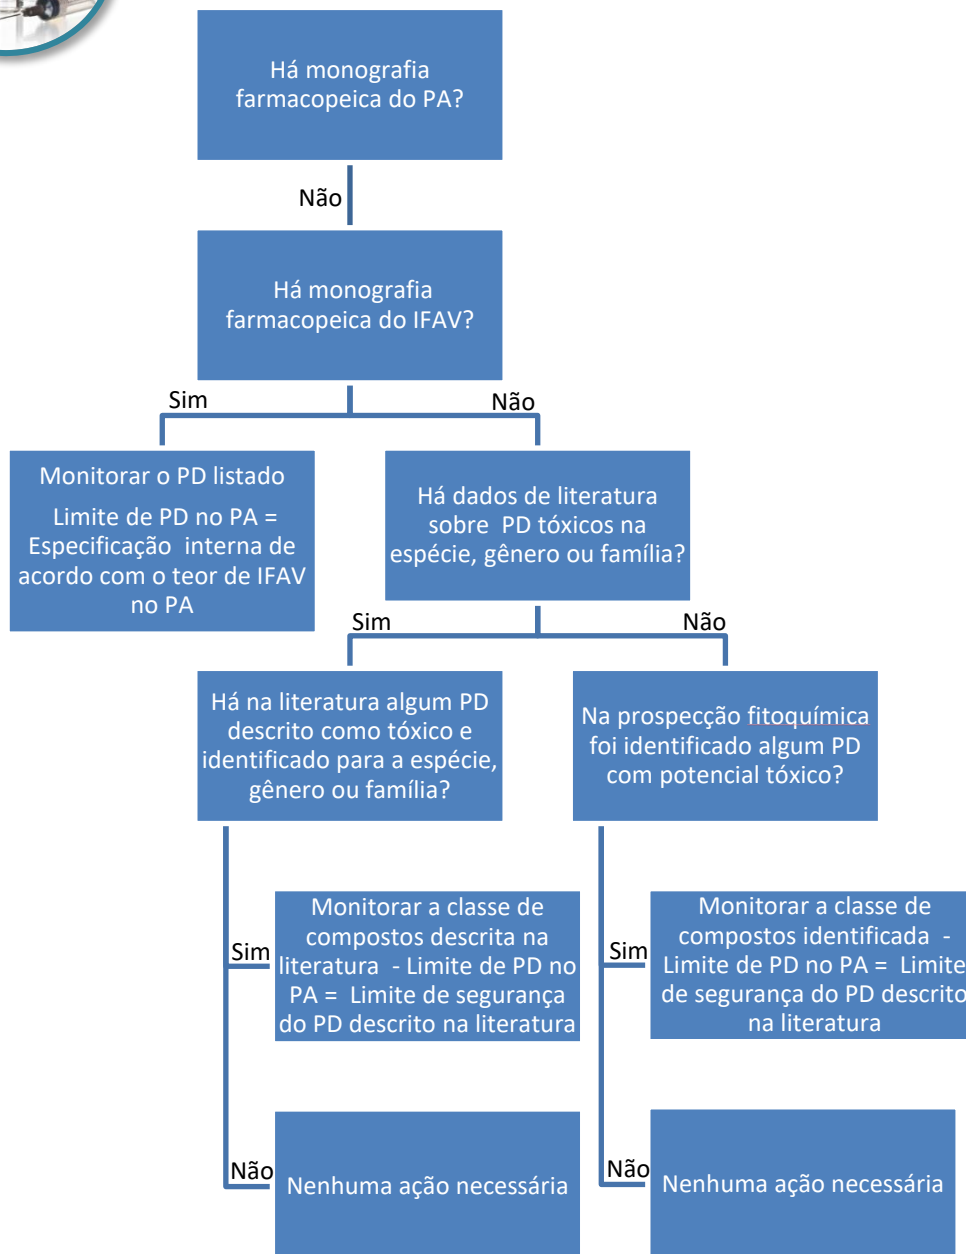 Há monografia
farmacopeica do PA?
Não
Há monografia
farmacopeica do IFAV?
Sim
Não
Monitorar o PD listado
Limite de PD no PA =
Especificação interna de
acordo com o teor de IFAV
no PA
Há dados de literatura
sobre PD tóxicos na
espécie, gênero ou família?
Sim
Não
Há na literatura algum PD
descrito como tóxico e
identificado para a espécie,
gênero ou família?
Na prospecção fitoquímica
foi identificado algum PD
com potencial tóxico?
Sim
Monitorar a classe de
compostos descrita na
literatura - Limite de PD no
PA = Limite de segurança
do PD descrito na literatura
Sim
Monitorar a classe de
compostos identificada -
Limite de PD no PA = Limite
de segurança do PD descrito
na literatura
Não
Nenhuma ação necessária
Não
Nenhuma ação necessária